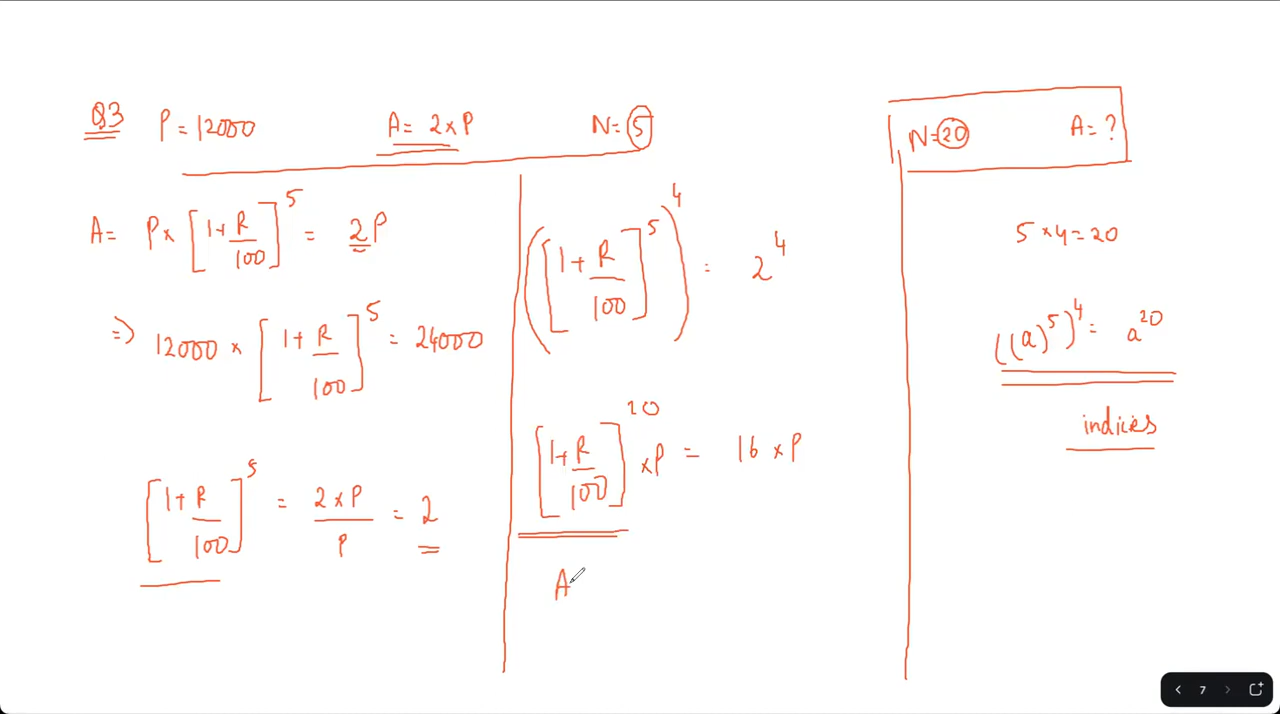 Q3 P = 12000 A = 2 × P N = 5
A = P × [1 + R/100]^5 = 2P
⇒ 12000 × [1 + R/100]^5 = 24000
[1 + R/100]^5 = 2 × P / P = 2
([1 + R/100]^5)^4 = 2^4
[1 + R/100]^20 × P = 16 × P
A
N = 20 A = ?
5 × 4 = 20
((a)^5)^4 = a^20
indices
7